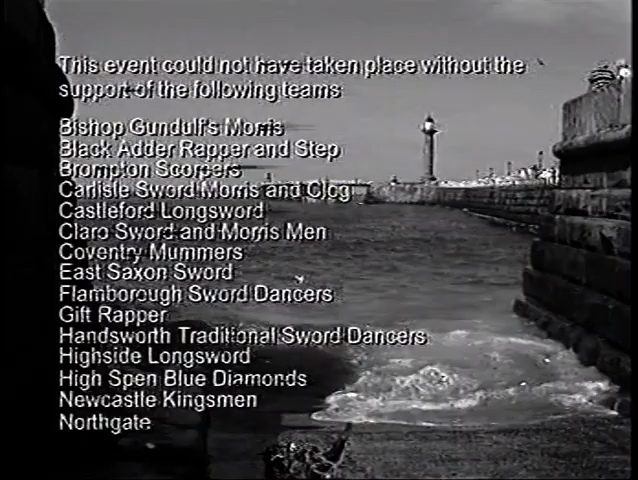 This event could not have taken place without the
support of the following teams
Bishop Gundulf's Morris
Black Adder Rapper and Step
Brompton Scorpers
Carlisle Sword Morris and Clog
Castleford Longsword
Claro Sword and Morris Men
Coventry Mummers
East Saxon Sword
Flamborough Sword Dancers
Gift Rapper
Handsworth Traditional Sword Dancers
Highside Longsword
High Spen Blue Diamonds
Newcastle Kingsmen
Northgate